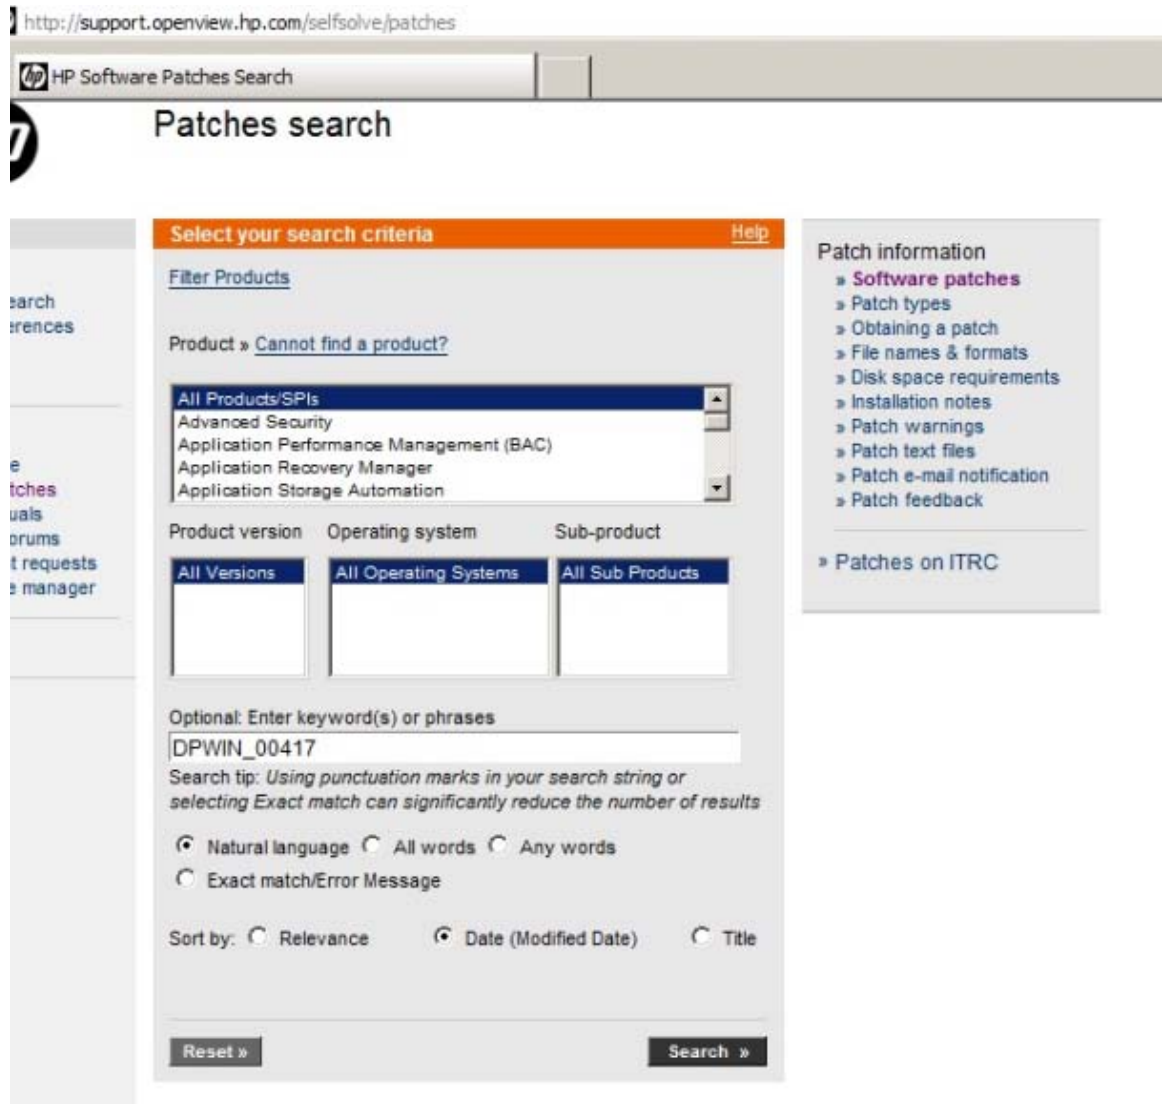 http://support.openview.hp.com/selfsolve/patches
hp HP Software Patches Search
Patches search
earch
erences
e
tches
uals
orums
t requests
e manager
Select your search criteria Help
Filter Products
Product » Cannot find a product?
All Products/SPIs
Advanced Security
Application Performance Management (BAC)
Application Recovery Manager
Application Storage Automation
Product version Operating system Sub-product
All Versions All Operating Systems All Sub Products
Optional: Enter keyword(s) or phrases
DPWIN_00417
Search tip: Using punctuation marks in your search string or
selecting Exact match can significantly reduce the number of results
Natural language All words Any words
Exact match/Error Message
Sort by: Relevance Date (Modified Date) Title
Reset » Search »
Patch information
» Software patches
» Patch types
» Obtaining a patch
» File names & formats
» Disk space requirements
» Installation notes
» Patch warnings
» Patch text files
» Patch e-mail notification
» Patch feedback
» Patches on ITRC